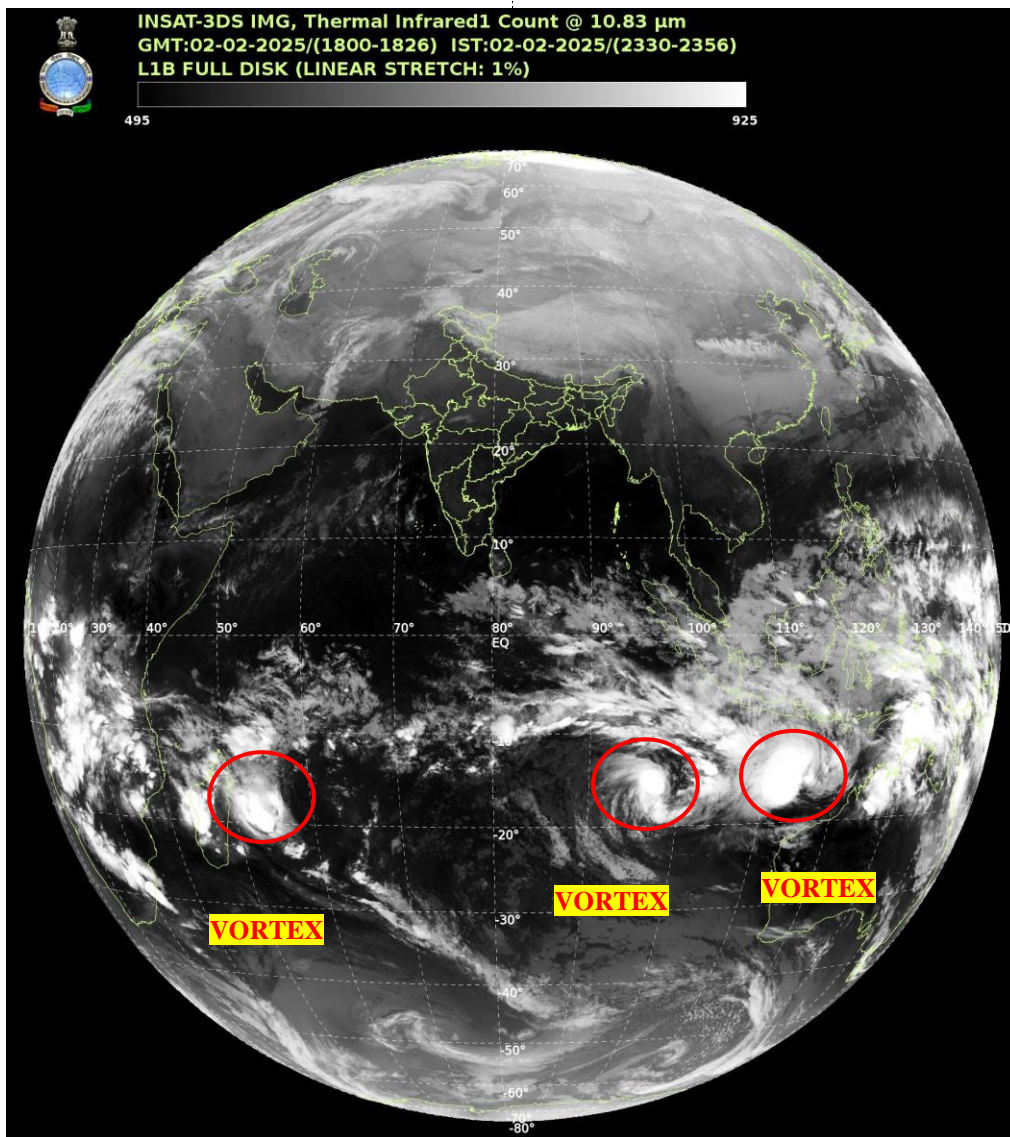 INSAT-3DS IMG, Thermal Infrared1 Count @ 10.83 μm
GMT:02-02-2025/(1800-1826) IST:02-02-2025/(2330-2356)
L1B FULL DISK (LINEAR STRETCH: 1%)
495 925
70°
60°
50°
40°
30°
20°
10°
30° 40° 50° 60° 70° 80° 90° 100° 110° 120° 130° 140°
EQ
-20°
VORTEX VORTEX VORTEX
-30°
-40°
-50°
-60°
-70°
-80°